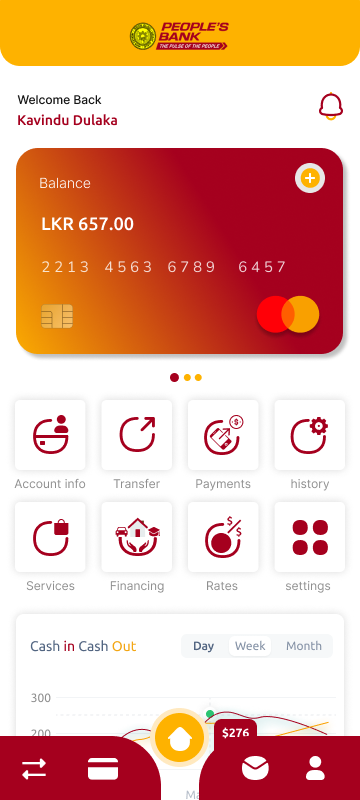 PEOPLE'S
BANK
THE PULSE OF THE PEOPLE
Welcome Back
Kavindu Dulaka
Balance
LKR 657.00
2213 4563 6789 6457
Account info Transfer Payments history
Services Financing Rates settings
Cash in Cash Out
Day Week Month
300
200
$276